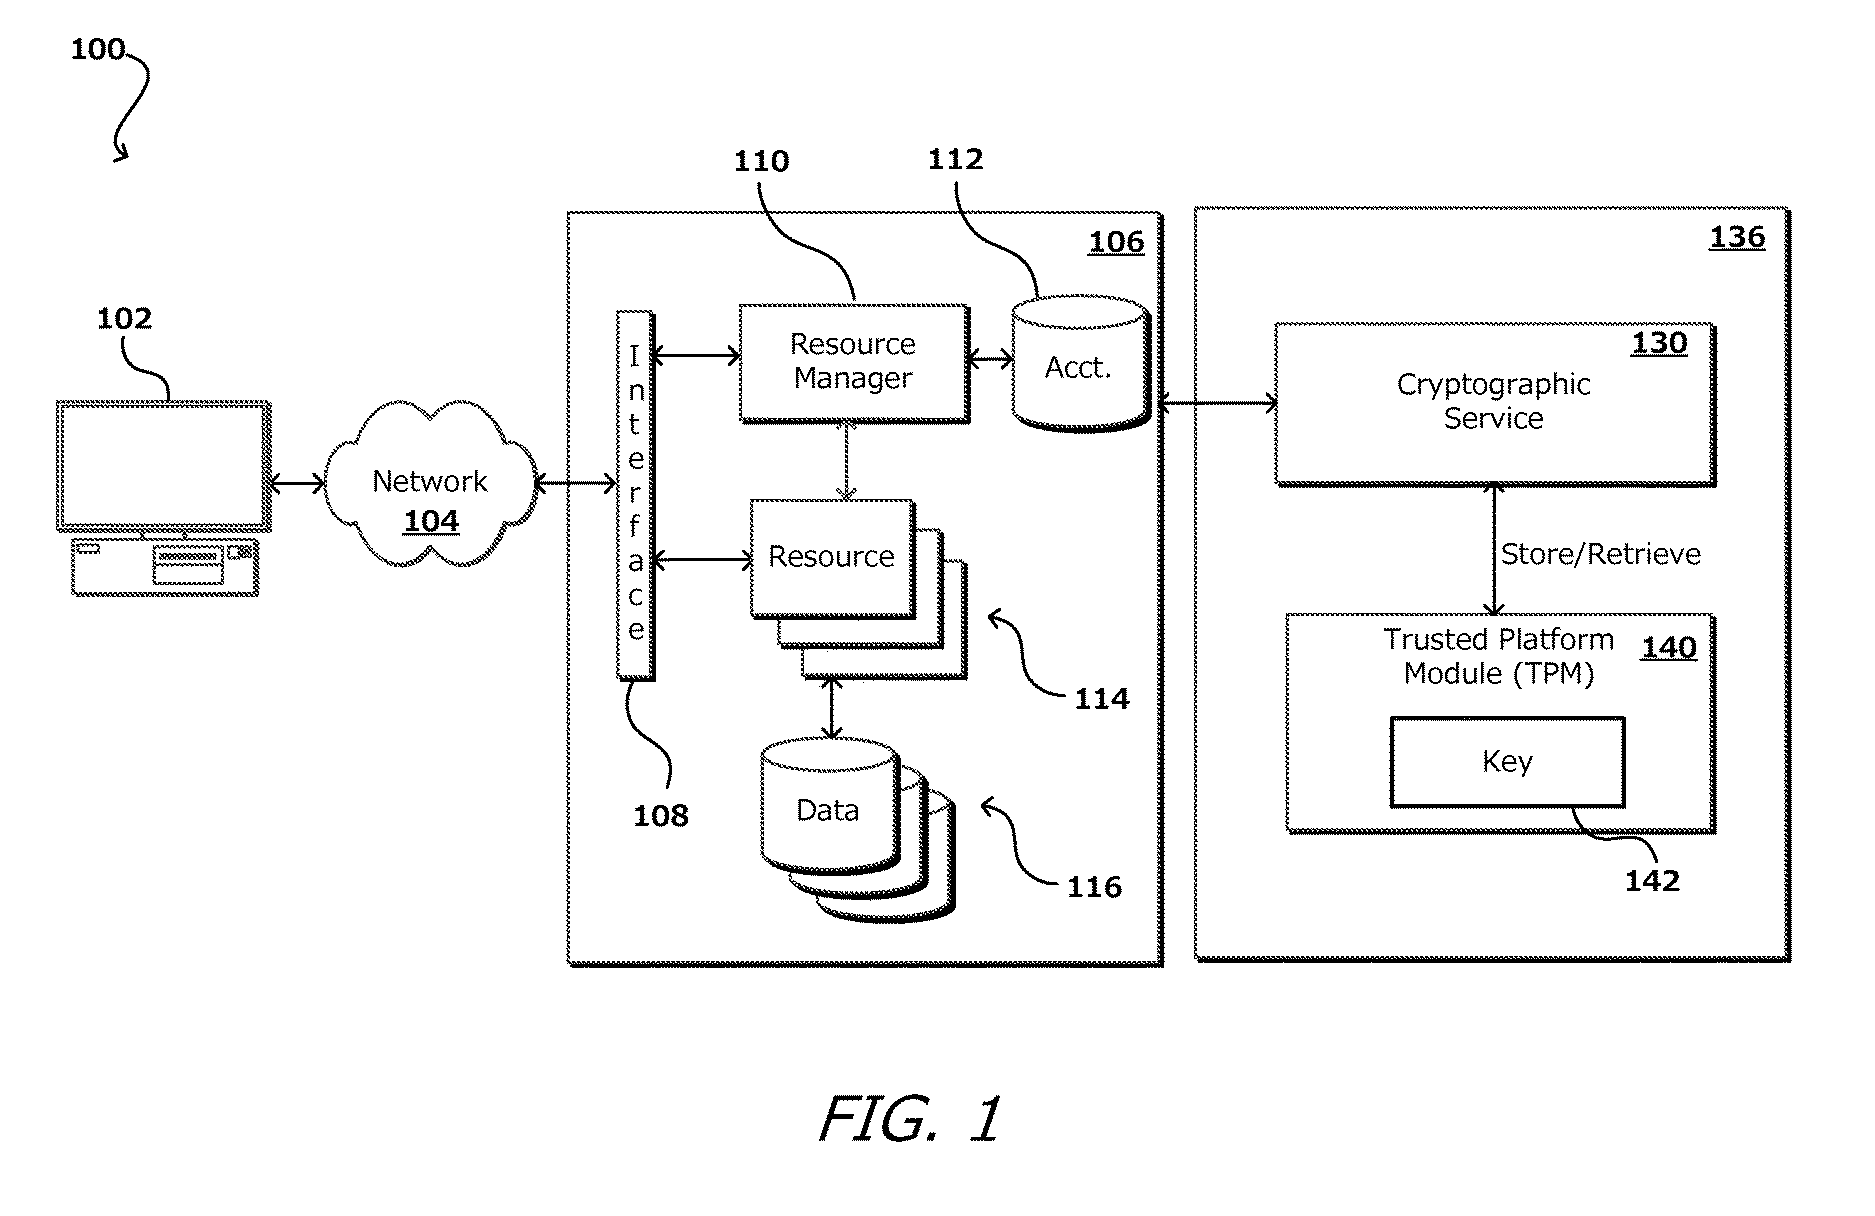 100
110
112
106
136
102
Interface
Resource
Manager
Acct.
130
Cryptographic
Service
Network
104
Resource
Store/Retrieve
114
Trusted Platform
Module (TPM)
140
108
Data
116
Key
142
FIG. 1